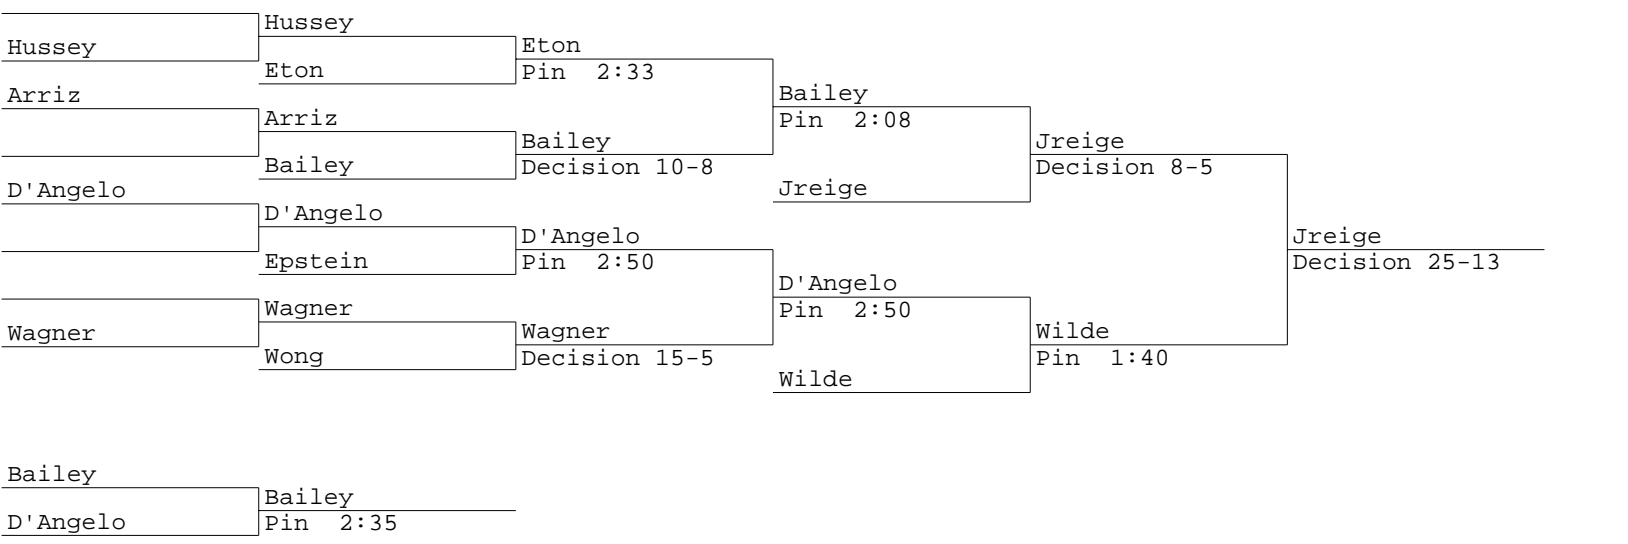 Hussey
Hussey
Eton
Eton
Pin 2:33
Arriz
Bailey
Pin 2:08
Arriz
Bailey
Jreige
Bailey
Decision 10-8
Decision 8-5
D'Angelo
Jreige
D'Angelo
D'Angelo
Jreige
Epstein
Pin 2:50
Decision 25-13
D'Angelo
Wagner
Pin 2:50
Wagner
Wagner
Wilde
Wong
Decision 15-5
Pin 1:40
Wilde
Bailey
Bailey
D'Angelo
Pin 2:35